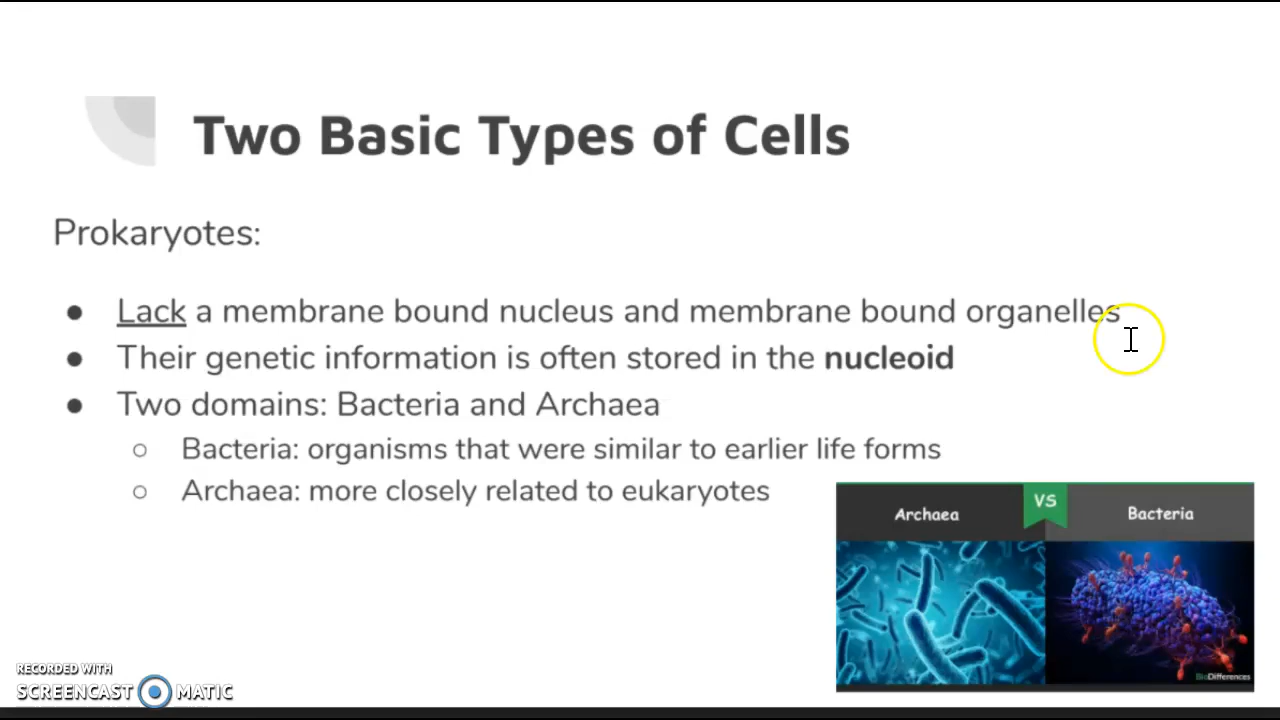 Two Basic Types of Cells
Prokaryotes:
● Lack a membrane bound nucleus and membrane bound organelles
● Their genetic information is often stored in the nucleoid
● Two domains: Bacteria and Archaea
○ Bacteria: organisms that were similar to earlier life forms
○ Archaea: more closely related to eukaryotes
Archaea VS Bacteria
BioDifferences
RECORDED WITH
SCREENCAST MATIC